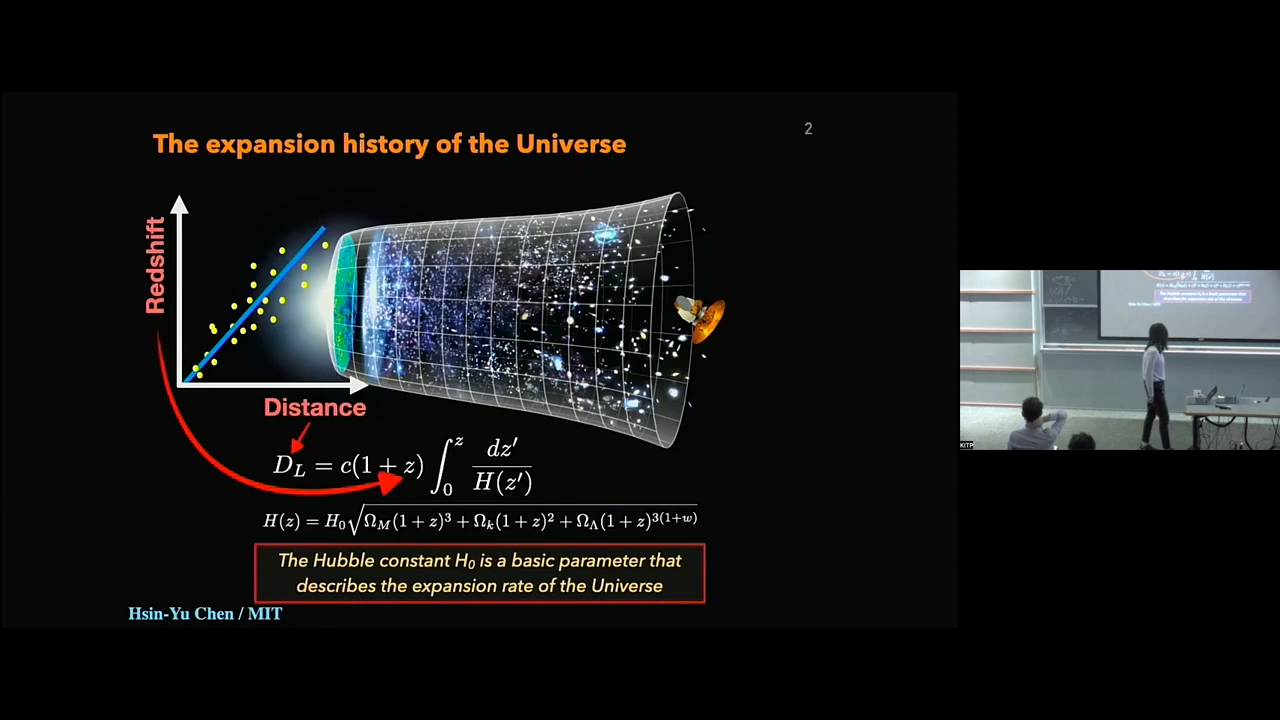 2
The expansion history of the Universe
Redshift
Distance
D_L = c(1 + z) ∫_0^z dz′ / H(z′)
H(z) = H_0 √(Ω_M(1 + z)^3 + Ω_k(1 + z)^2 + Ω_Λ(1 + z)^{3(1+w)})
The Hubble constant H_0 is a basic parameter that
describes the expansion rate of the Universe
Hsin-Yu Chen / MIT
KITP